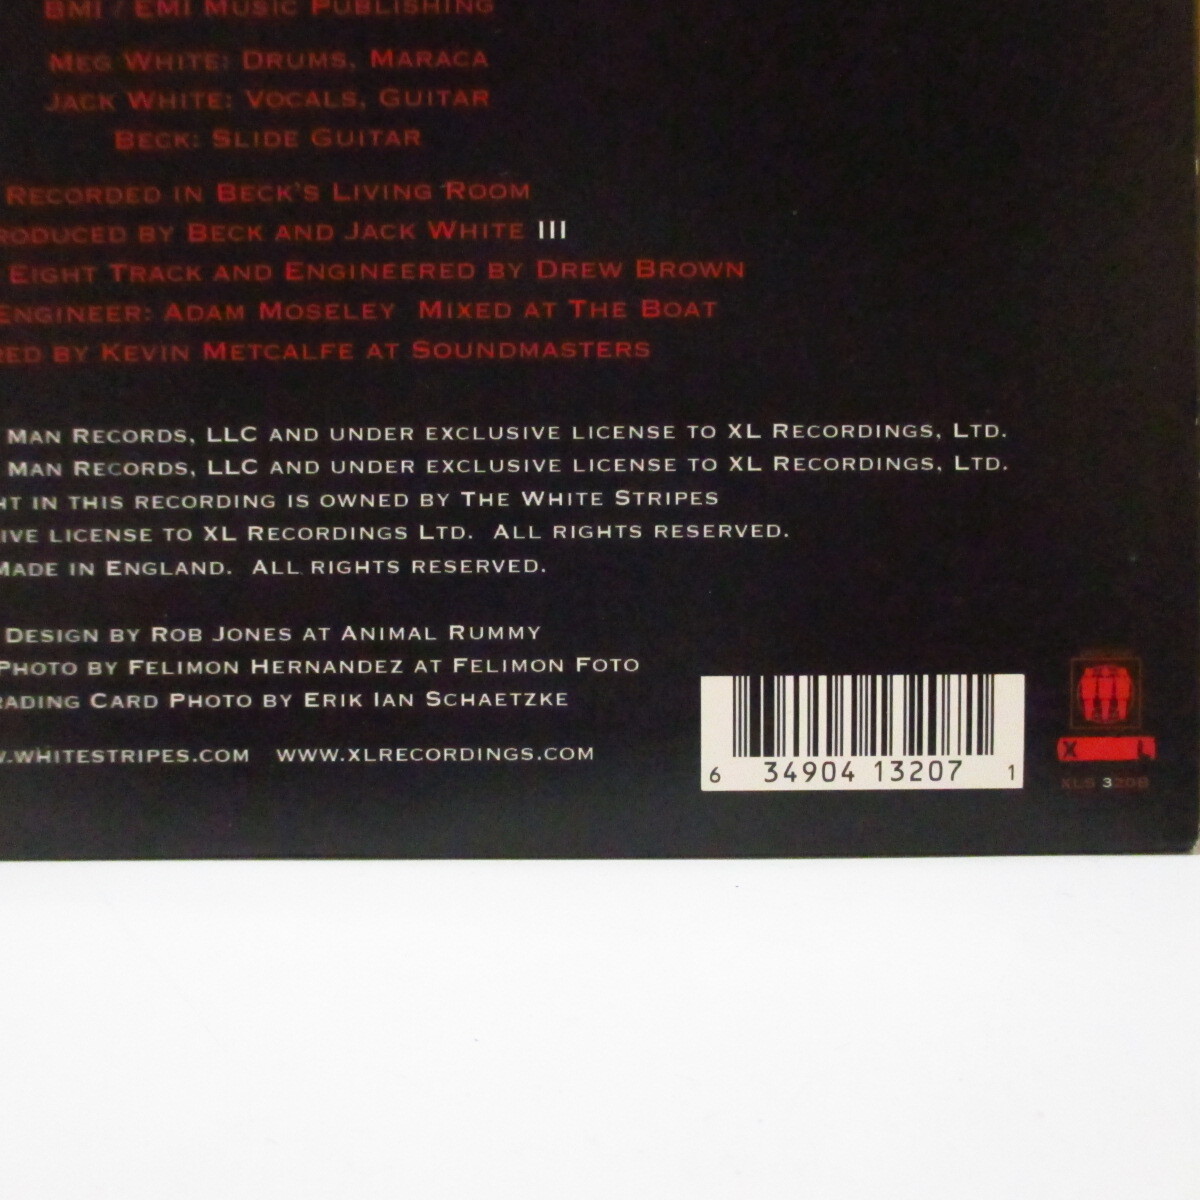 BMI / EMI Music Publishing
Meg White: Drums, Maraca
Jack White: Vocals, Guitar
Beck: Slide Guitar
Recorded in Beck's Living Room
roduced by Beck and Jack White III
Eight Track and Engineered by Drew Brown
Engineer: Adam Moseley Mixed at The Boat
red by Kevin Metcalfe at Soundmasters
Man Records, LLC and under exclusive license to XL Recordings, Ltd.
Man Records, LLC and under exclusive license to XL Recordings, Ltd.
ht in this recording is owned by The White Stripes
ive license to XL Recordings Ltd. All rights reserved.
Made in England. All rights reserved.
Design by Rob Jones at Animal Rummy
Photo by Felimon Hernandez at Felimon Foto
rading Card Photo by Erik Ian Schaetzke
w.whitestripes.com www.xlrecordings.com
6 34904 13207 1
X L